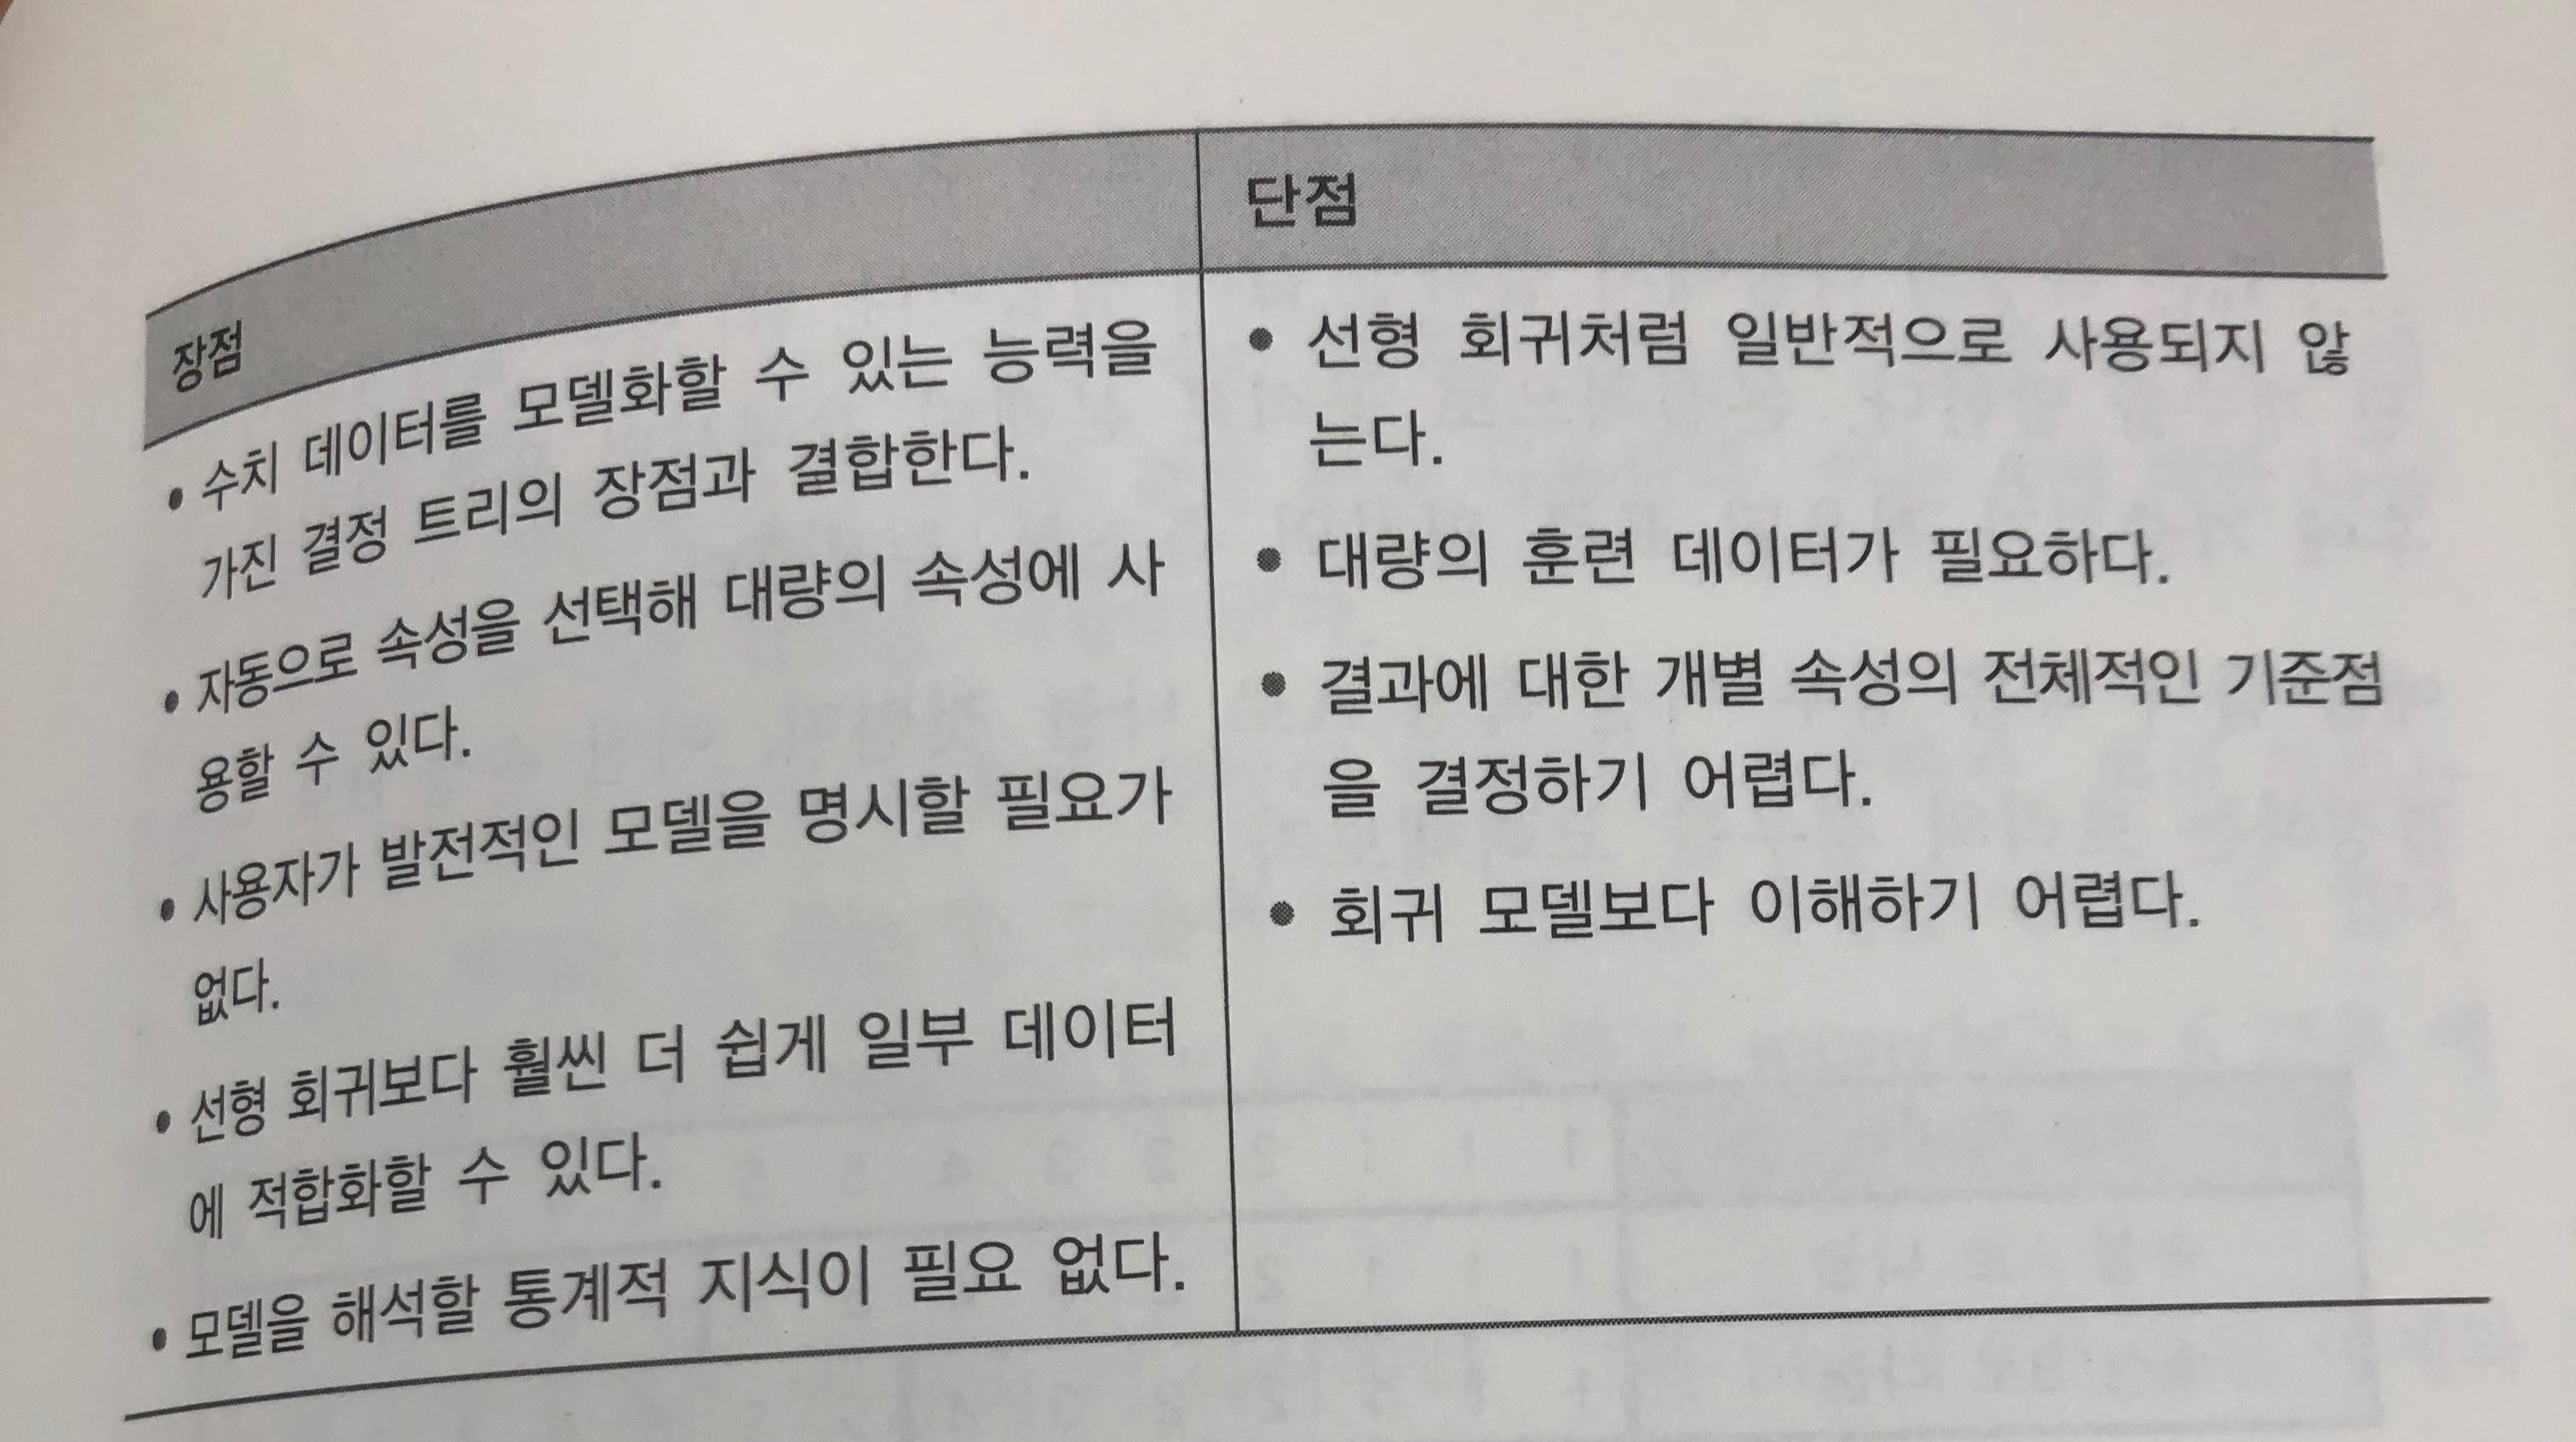 장점
• 수치 데이터를 모델화할 수 있는 능력을
가진 결정 트리의 장점과 결합한다.
• 자동으로 속성을 선택해 대량의 속성에 사
용할 수 있다.
• 사용자가 발전적인 모델을 명시할 필요가
없다.
• 선형 회귀보다 훨씬 더 쉽게 일부 데이터
에 적합화할 수 있다.
• 모델을 해석할 통계적 지식이 필요 없다.
단점
• 선형 회귀처럼 일반적으로 사용되지 않
는다.
• 대량의 훈련 데이터가 필요하다.
• 결과에 대한 개별 속성의 전체적인 기준점
을 결정하기 어렵다.
• 회귀 모델보다 이해하기 어렵다.